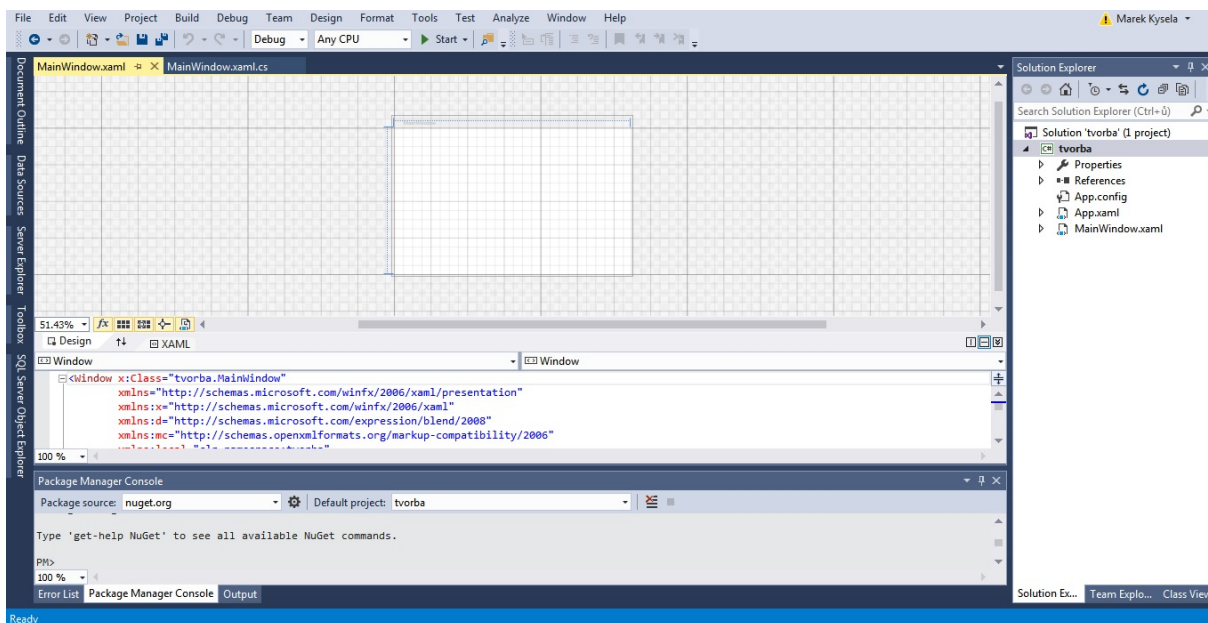 File Edit View Project Build Debug Team Design Format Tools Test Analyze Window Help
Marek Kysela
Debug Any CPU Start
Document Outline
Data Sources
Server Explorer
Toolbox
SQL Server Object Explorer
MainWindow.xaml MainWindow.xaml.cs
51.43% fx
Design XAML
Window Window
<Window x:Class="tvorba.MainWindow"
xmlns="http://schemas.microsoft.com/winfx/2006/xaml/presentation"
xmlns:x="http://schemas.microsoft.com/winfx/2006/xaml"
xmlns:d="http://schemas.microsoft.com/expression/blend/2008"
xmlns:mc="http://schemas.openxmlformats.org/markup-compatibility/2006"
100 %
Package Manager Console
Package source: nuget.org Default project: tvorba
Type 'get-help NuGet' to see all available NuGet commands.
PM>
100 %
Error List Package Manager Console Output
Solution Explorer
Search Solution Explorer (Ctrl+ů)
Solution 'tvorba' (1 project)
C# tvorba
Properties
References
App.config
App.xaml
MainWindow.xaml
Solution Ex... Team Explo... Class View
Ready